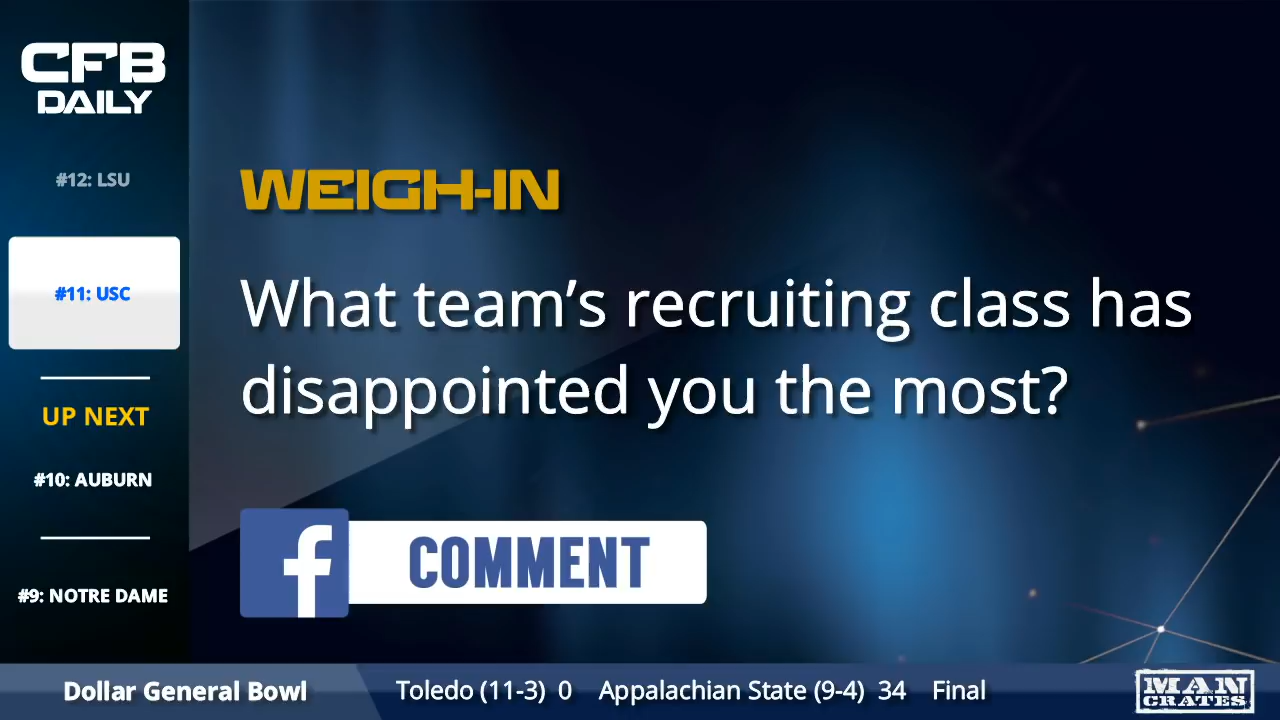 CFB
DAILY
#12: LSU
#11: USC
UP NEXT
#10: AUBURN
#9: NOTRE DAME
WEIGH-IN
What team’s recruiting class has
disappointed you the most?
f COMMENT
Dollar General Bowl Toledo (11-3) 0 Appalachian State (9-4) 34 Final
MAN
CRATES